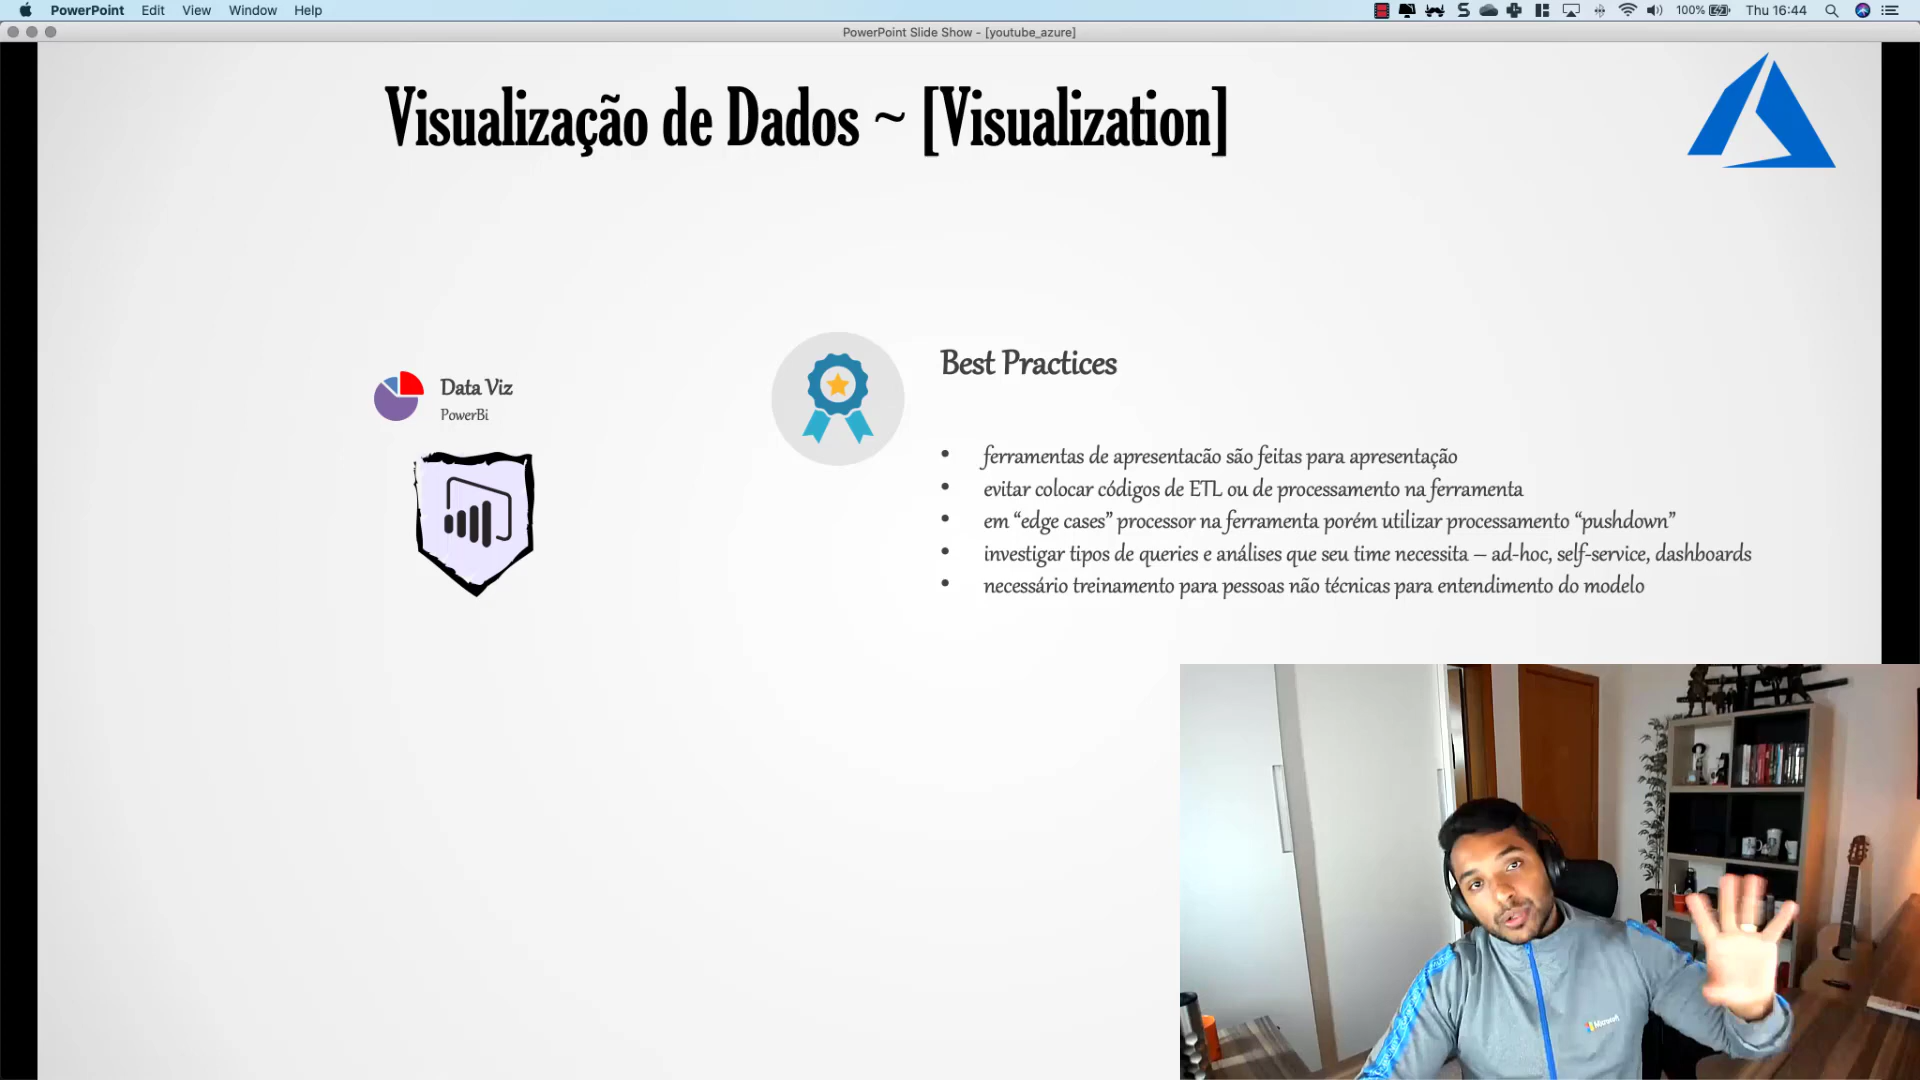 PowerPoint Edit View Window Help 100% Thu 16:44
PowerPoint Slide Show - [youtube_azure]
Visualização de Dados ~ [Visualization]
Data Viz
PowerBi
Best Practices
• ferramentas de apresentacão são feitas para apresentação
• evitar colocar códigos de ETL ou de processamento na ferramenta
• em “edge cases” processor na ferramenta porém utilizar processamento “pushdown”
• investigar tipos de queries e análises que seu time necessita – ad-hoc, self-service, dashboards
• necessário treinamento para pessoas não técnicas para entendimento do modelo
Microsoft